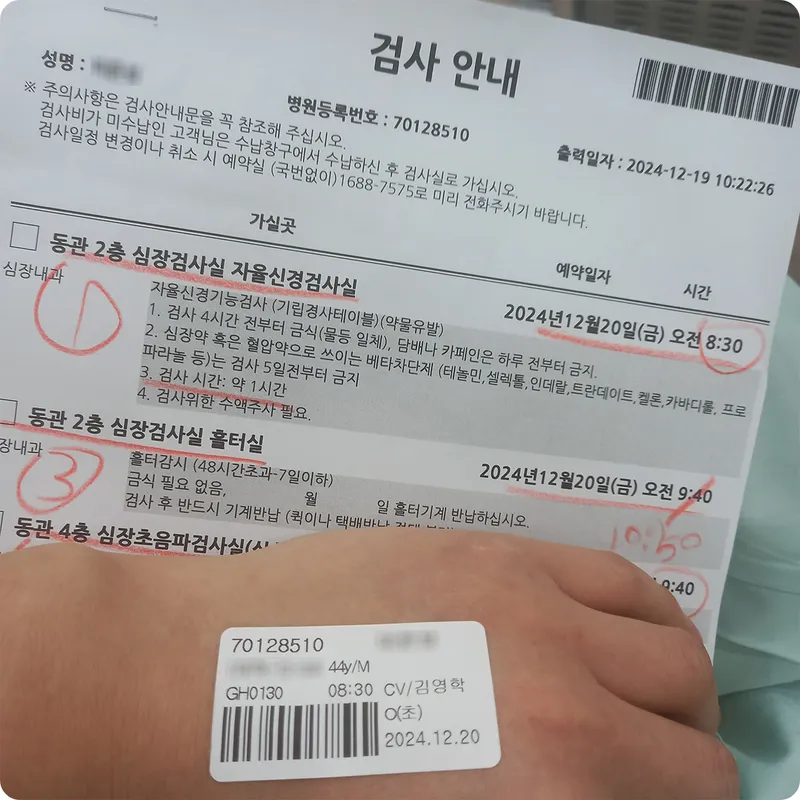 검사 안내
성명 :
병원등록번호 : 70128510
출력일자 : 2024-12-19 10:22:26
※ 주의사항은 검사안내문을 꼭 참조해 주십시오.
검사비가 미수납인 고객님은 수납창구에서 수납하신 후 검사실로 가십시오.
검사일정 변경이나 취소 시 예약실 (국번없이)1688-7575로 미리 전화주시기 바랍니다.
가실곳 예약일자 시간
동관 2층 심장검사실 자율신경검사실
심장내과
2024년12월20일(금) 오전 8:30
1
자율신경기능검사 (기립경사테이블)(약물유발)
1. 검사 4시간 전부터 금식(물등 일체), 담배나 카페인은 하루 전부터 금지.
2. 심장약 혹은 혈압약으로 쓰이는 베타차단제 (테놀민,셀렉톨,인데랄,트란데이트,켈론,카바디롤, 프로
파라놀 등)는 검사 5일전부터 금지
3. 검사 시간: 약 1시간
4. 검사위한 수액주사 필요.
동관 2층 심장검사실 홀터실
장내과
2024년12월20일(금) 오전 9:40
3
홀터감시 (48시간초과-7일이하)
금식 필요 없음, 월 일 홀터기계 반납하십시오.
검사 후 반드시 기계반납 (퀵이나 택배반납
10:50
동관 4층 심장초음파검사실(
9:40
70128510
44y/M
GH0130 08:30 CV/김영학
O(초)
2024.12.20